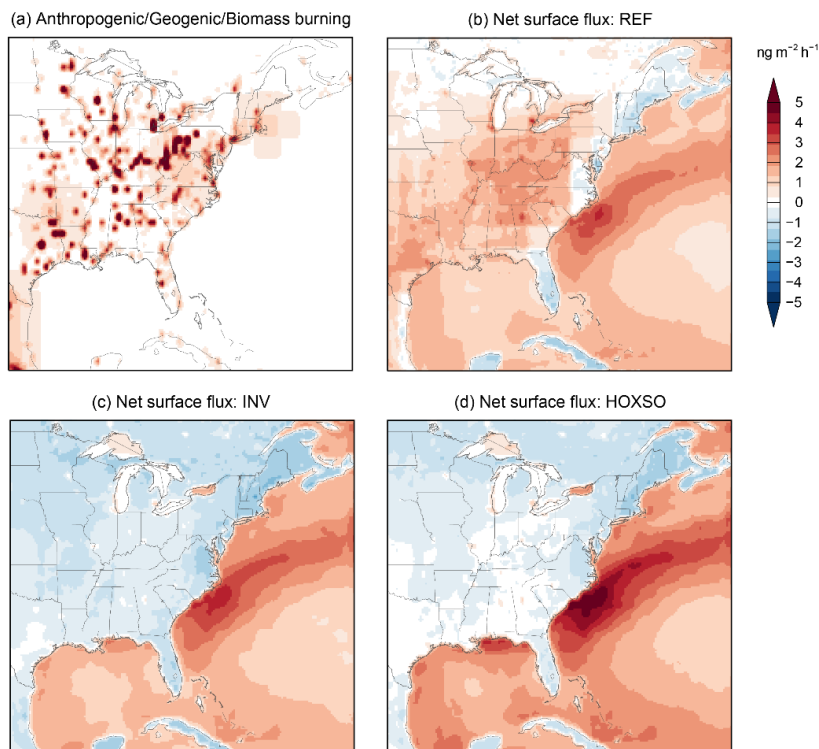 (a) Anthropogenic/Geogenic/Biomass burning
(b) Net surface flux: REF
ng m⁻² h⁻¹
5
4
3
2
1
0
−1
−2
−3
−4
−5
(c) Net surface flux: INV
(d) Net surface flux: HOXSO